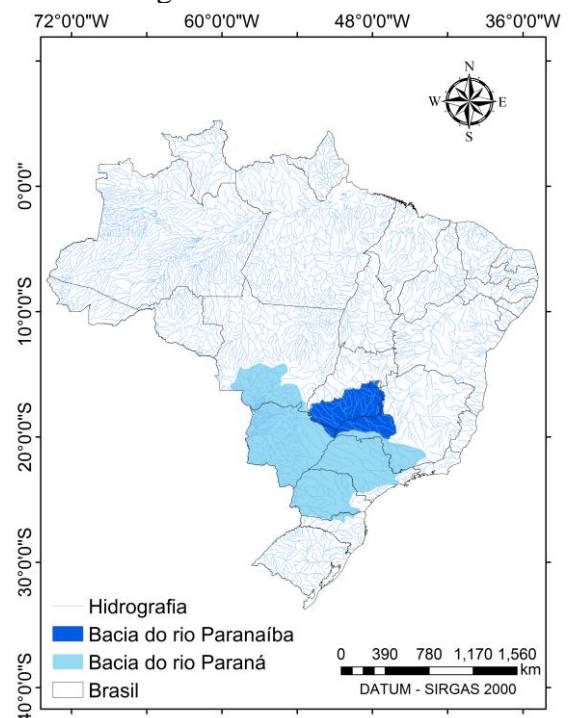 72°0'0"W 60°0'0"W 48°0'0"W 36°0'0"W
N
W E
S
0°0'0"
10°0'0"S
20°0'0"S
30°0'0"S
40°0'0"S
Hidrografia
Bacia do rio Paranaíba
Bacia do rio Paraná
Brasil
0 390 780 1,170 1,560
km
DATUM - SIRGAS 2000